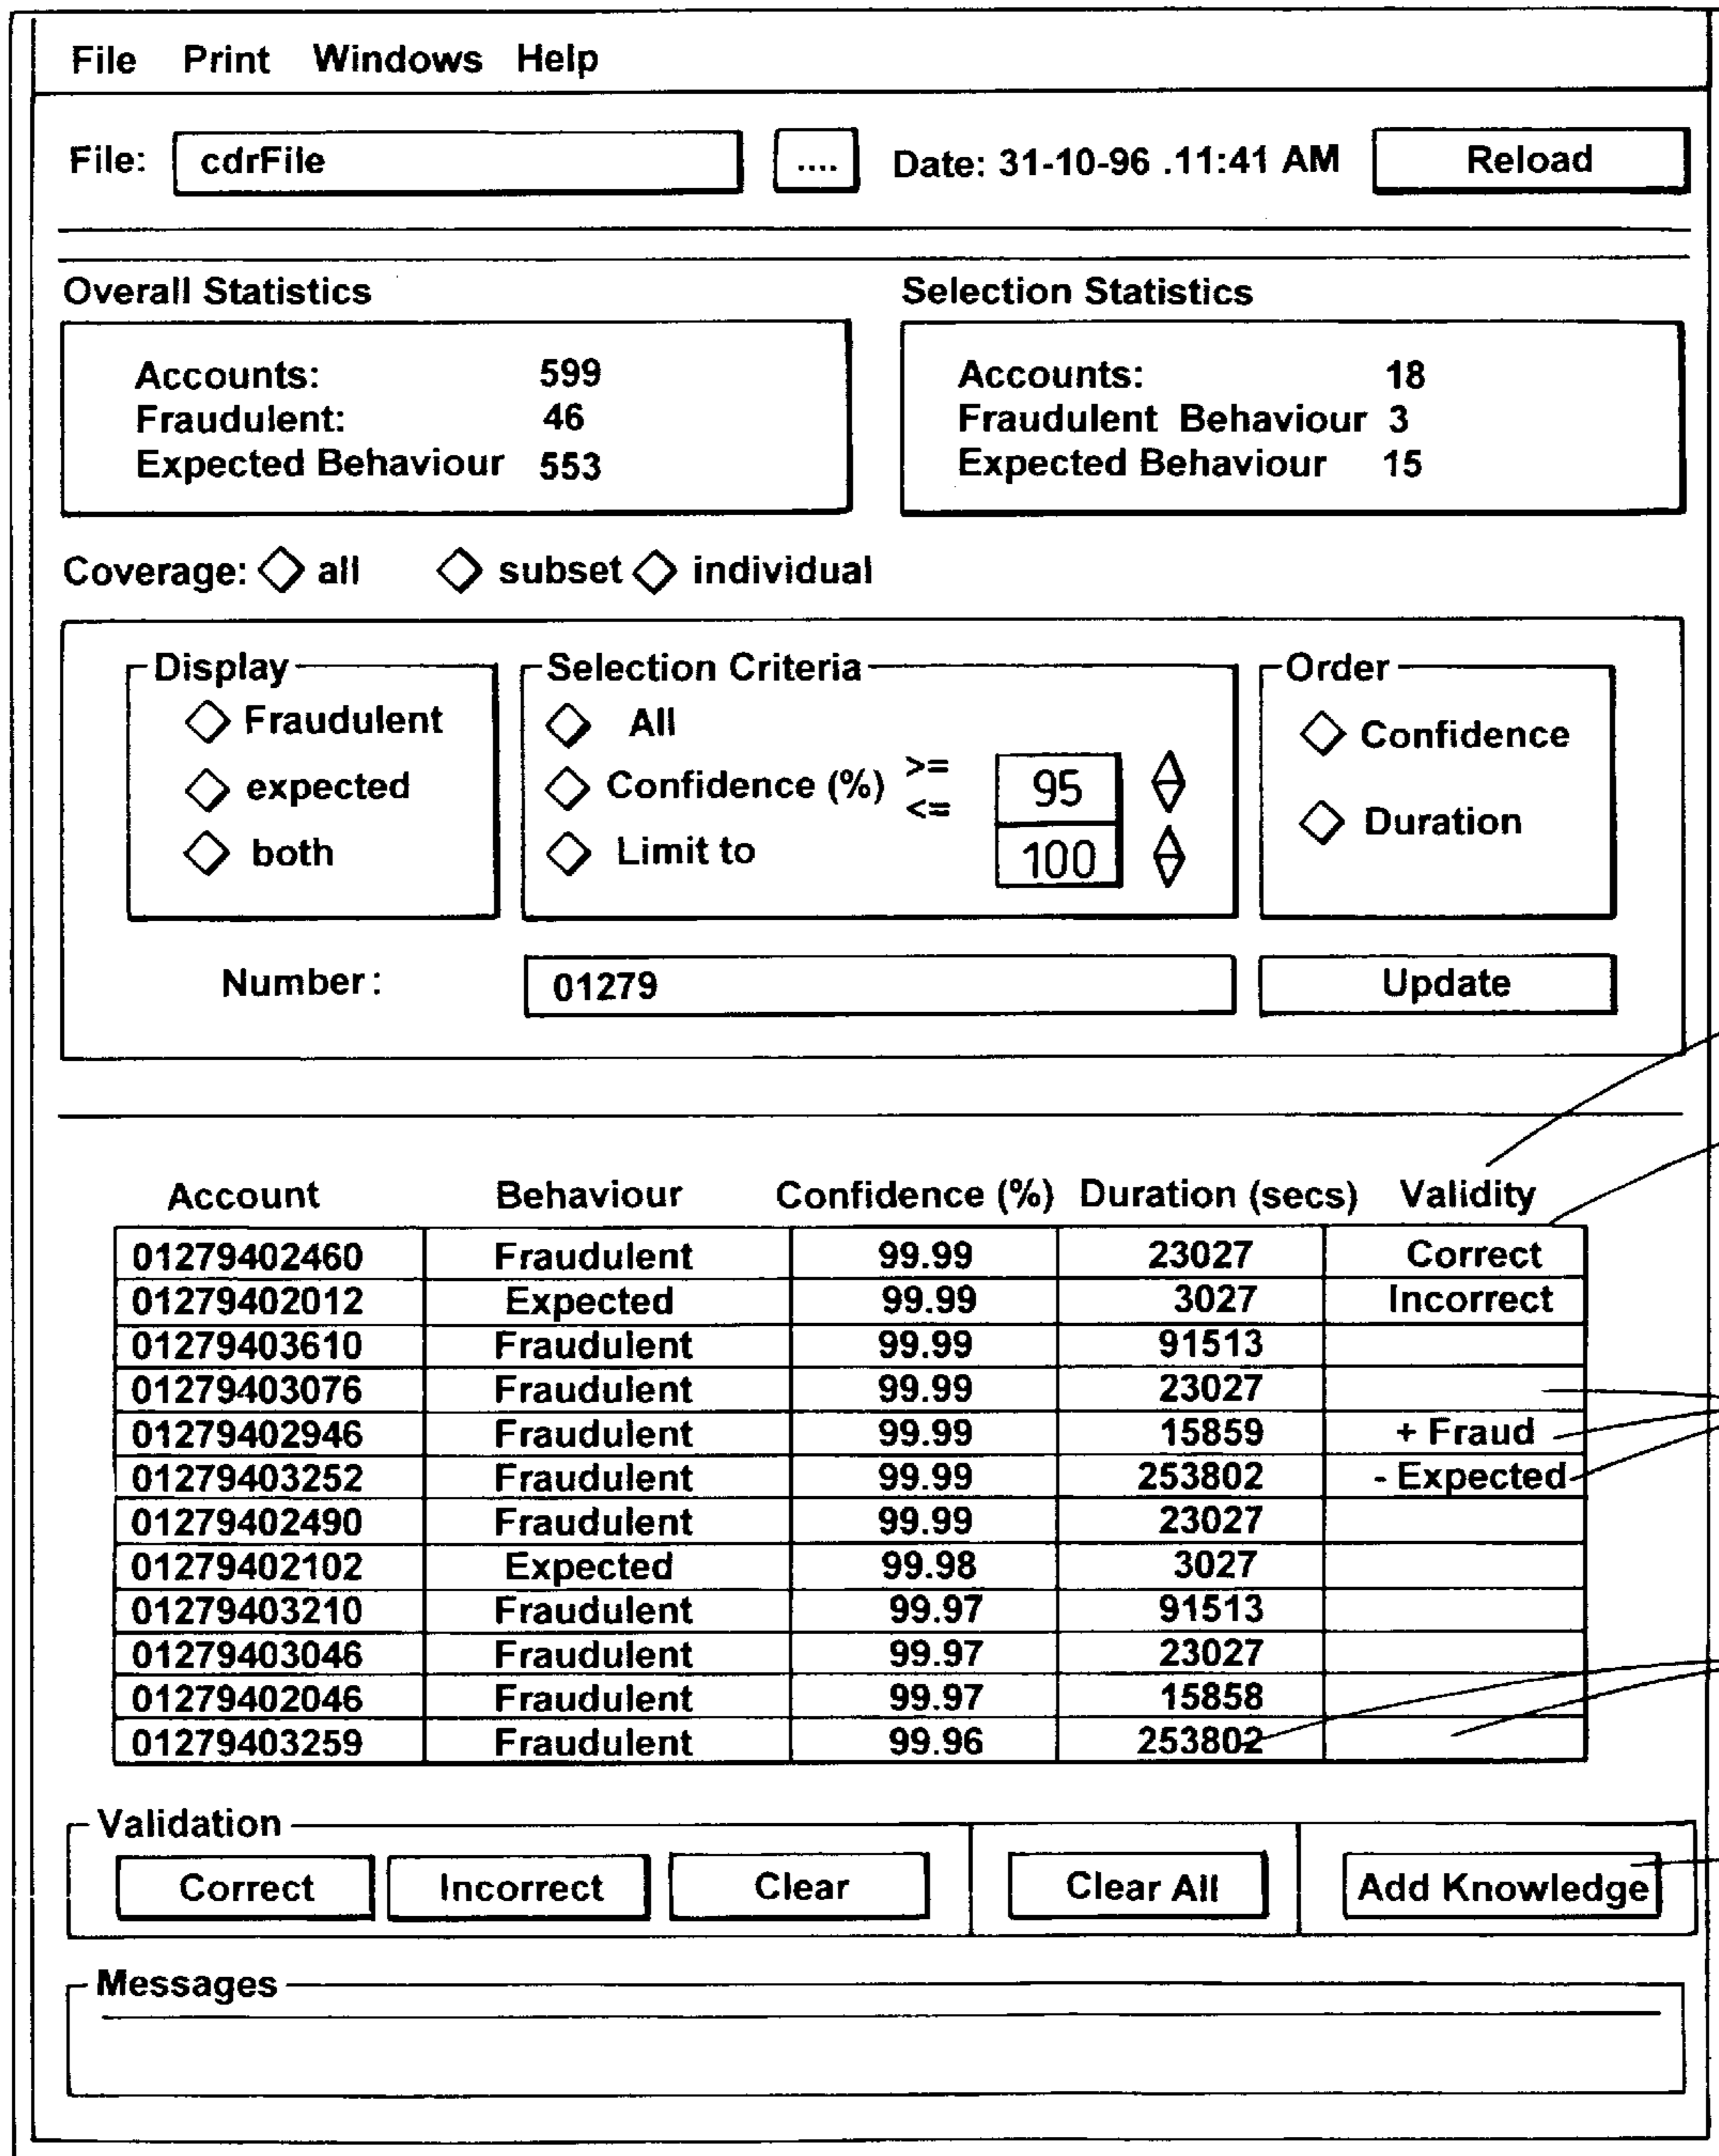 File Print Windows Help
File: cdrFile .... Date: 31-10-96 .11:41 AM Reload
Overall Statistics Selection Statistics
Accounts: 599 Accounts: 18
Fraudulent: 46 Fraudulent Behaviour 3
Expected Behaviour 553 Expected Behaviour 15
Coverage: all subset individual
Display Selection Criteria Order
Fraudulent All Confidence
expected Confidence (%) >= <= 95 Duration
both Limit to 100
Number: 01279 Update
Account Behaviour Confidence (%) Duration (secs) Validity
01279402460 Fraudulent 99.99 23027 Correct
01279402012 Expected 99.99 3027 Incorrect
01279403610 Fraudulent 99.99 91513
01279403076 Fraudulent 99.99 23027
01279402946 Fraudulent 99.99 15859 + Fraud
01279403252 Fraudulent 99.99 253802 - Expected
01279402490 Fraudulent 99.99 23027
01279402102 Expected 99.98 3027
01279403210 Fraudulent 99.97 91513
01279403046 Fraudulent 99.97 23027
01279402046 Fraudulent 99.97 15858
01279403259 Fraudulent 99.96 253802
Validation
Correct Incorrect Clear Clear All Add Knowledge
Messages